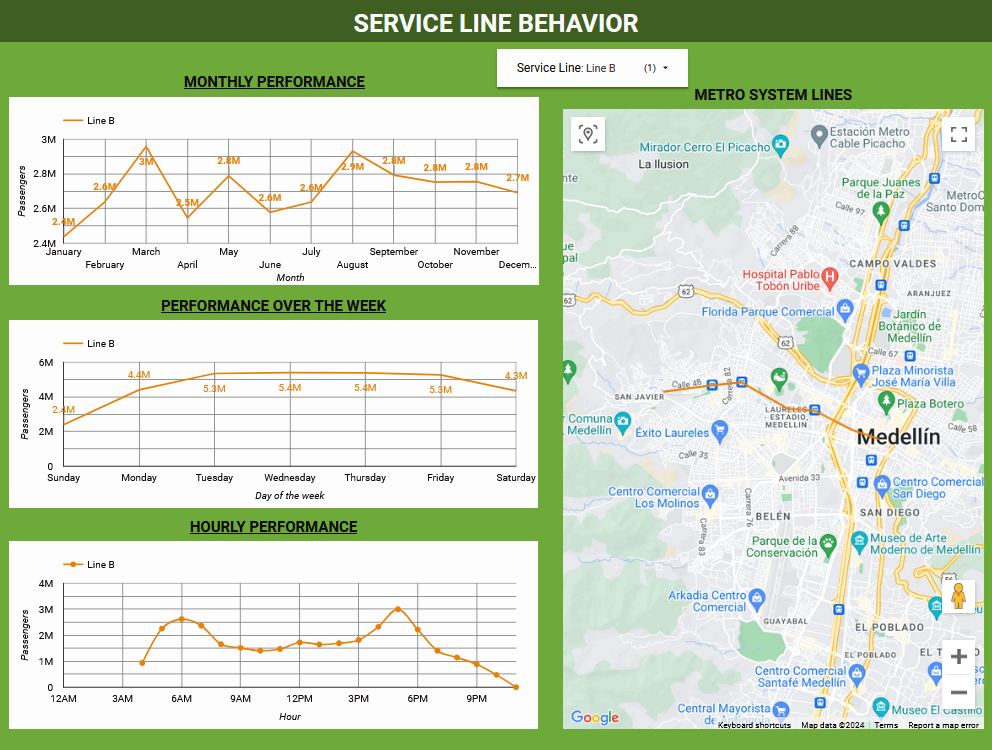 SERVICE LINE BEHAVIOR
Service Line: Line B (1)
MONTHLY PERFORMANCE
Line B
3M
2.8M
2.6M
2.4M
Passengers
2.4M
2.6M
3M
2.5M
2.8M
2.6M
2.6M
2.9M
2.8M
2.8M
2.8M
2.7M
January
February
March
April
May
June
July
August
September
October
November
Decem...
Month
PERFORMANCE OVER THE WEEK
Line B
6M
4M
2M
0
Passengers
2.4M
4.4M
5.3M
5.4M
5.4M
5.3M
4.3M
Sunday
Monday
Tuesday
Wednesday
Thursday
Friday
Saturday
Day of the week
HOURLY PERFORMANCE
Line B
4M
3M
2M
1M
0
Passengers
12AM
3AM
6AM
9AM
12PM
3PM
6PM
9PM
Hour
METRO SYSTEM LINES
Estación Metro
Cable Picacho
Mirador Cerro El Picacho
La Ilusion
nte
Parque Juanes
de la Paz
MetroC
Santo Dom
Calle 97
Carrera 88
ue
pal
CAMPO VALDES
Hospital Pablo
Tobón Uribe
62
62
ARANJUEZ
Florida Parque Comercial
Jardín
Botánico de
Medellín
62
Calle 67
Plaza Minorista
José María Villa
Calle 48
Carrera 82
SAN JAVIER
Plaza Botero
LAURELES
ESTADIO,
MEDELLIN
r Comuna
Medellín
Éxito Laureles
Calle 58
Medellín
Calle 35
Avenida 33
Centro Comercial
San Diego
Centro Comercial
Los Molinos
Carrera 76
SAN DIEGO
BELÉN
Carrera 83
Parque de la
Conservación
Museo de Arte
Moderno de Medellín
Arkadia Centro
Comercial
GUAYABAL
EL POBLADO
EL POBLADO
EL T
Centro Comercial
Santafé Medellín
Central Mayorista
de Antioquia
Museo El Castillo
Google
Keyboard shortcuts
Map data ©2024
Terms
Report a map error